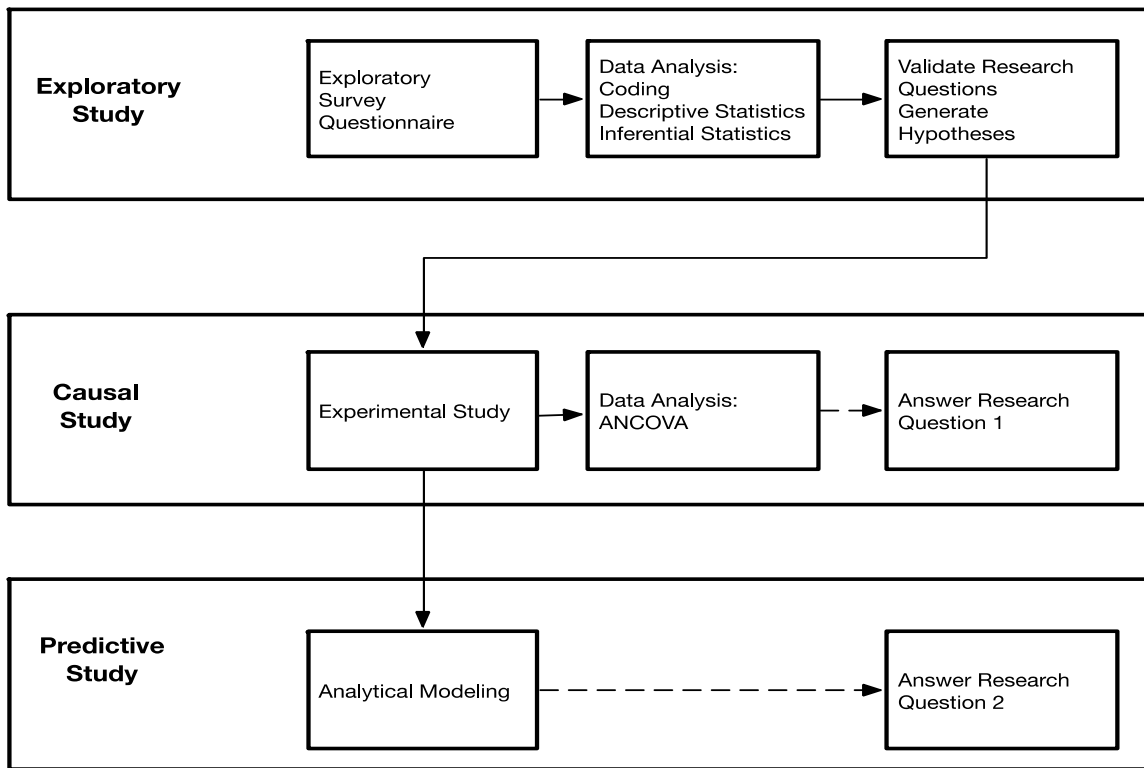 Exploratory
Study
Exploratory
Survey
Questionnaire
Data Analysis:
Coding
Descriptive Statistics
Inferential Statistics
Validate Research
Questions
Generate
Hypotheses
Causal
Study
Experimental Study
Data Analysis:
ANCOVA
Answer Research
Question 1
Predictive
Study
Analytical Modeling
Answer Research
Question 2